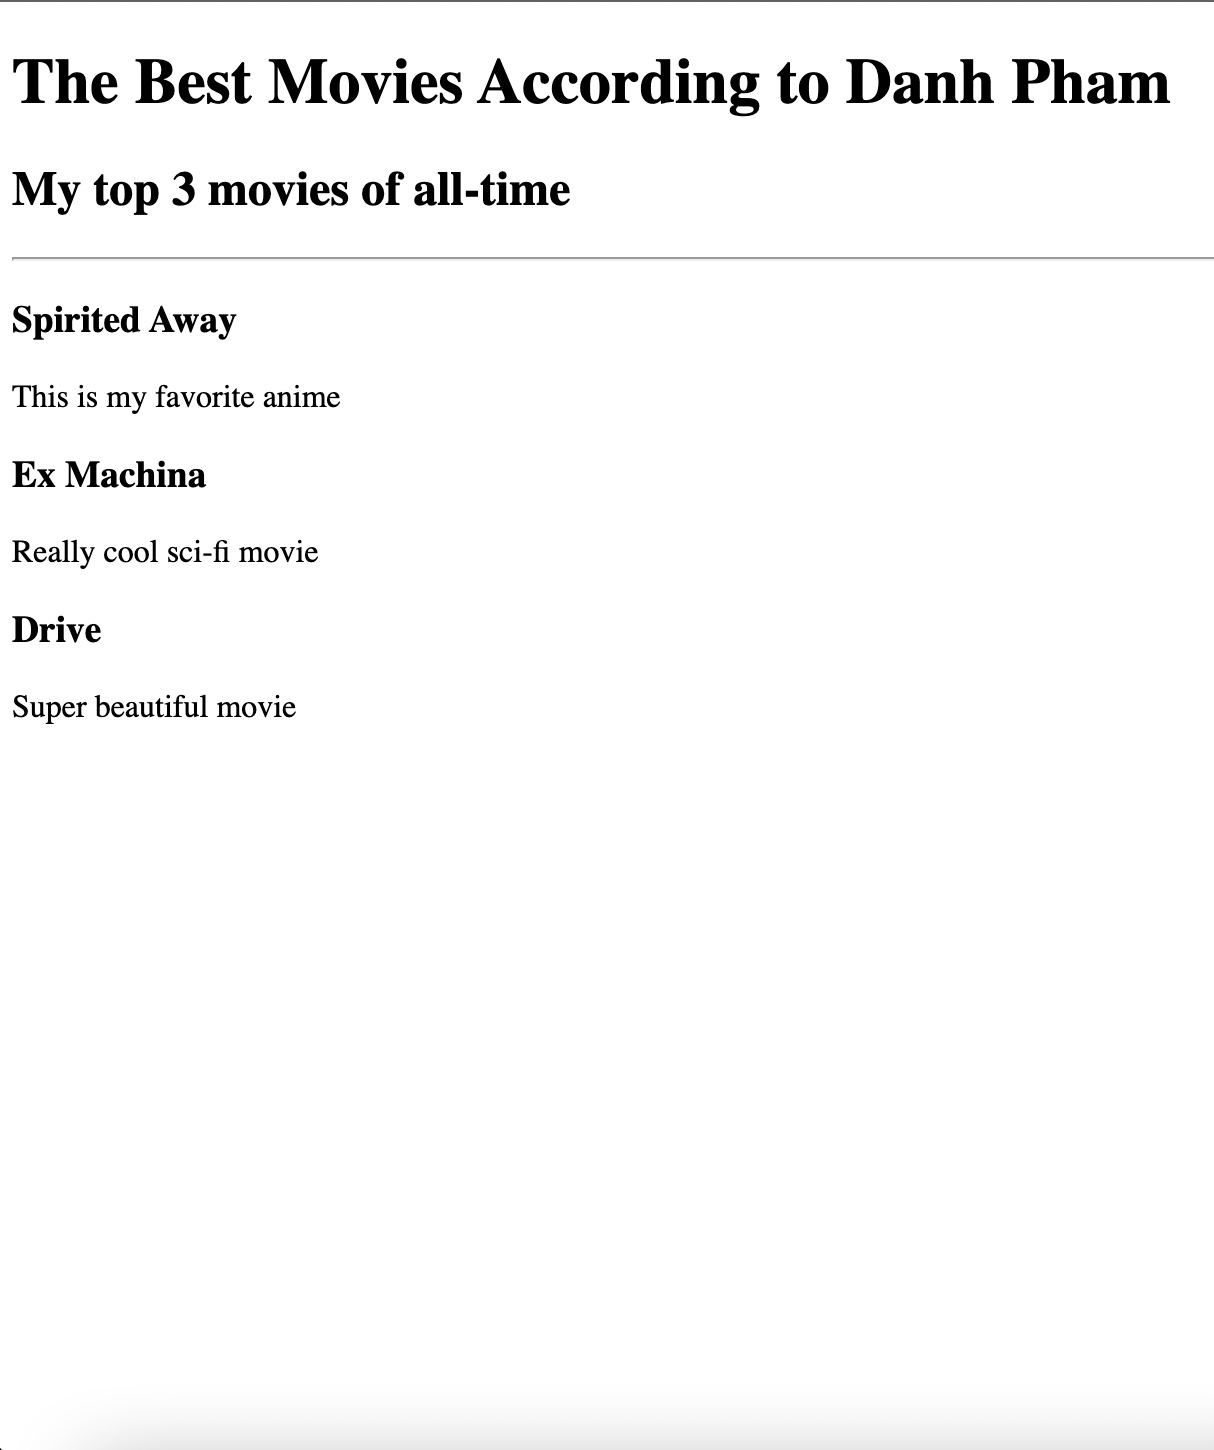 The Best Movies According to Danh Pham
My top 3 movies of all-time
Spirited Away
This is my favorite anime
Ex Machina
Really cool sci-fi movie
Drive
Super beautiful movie